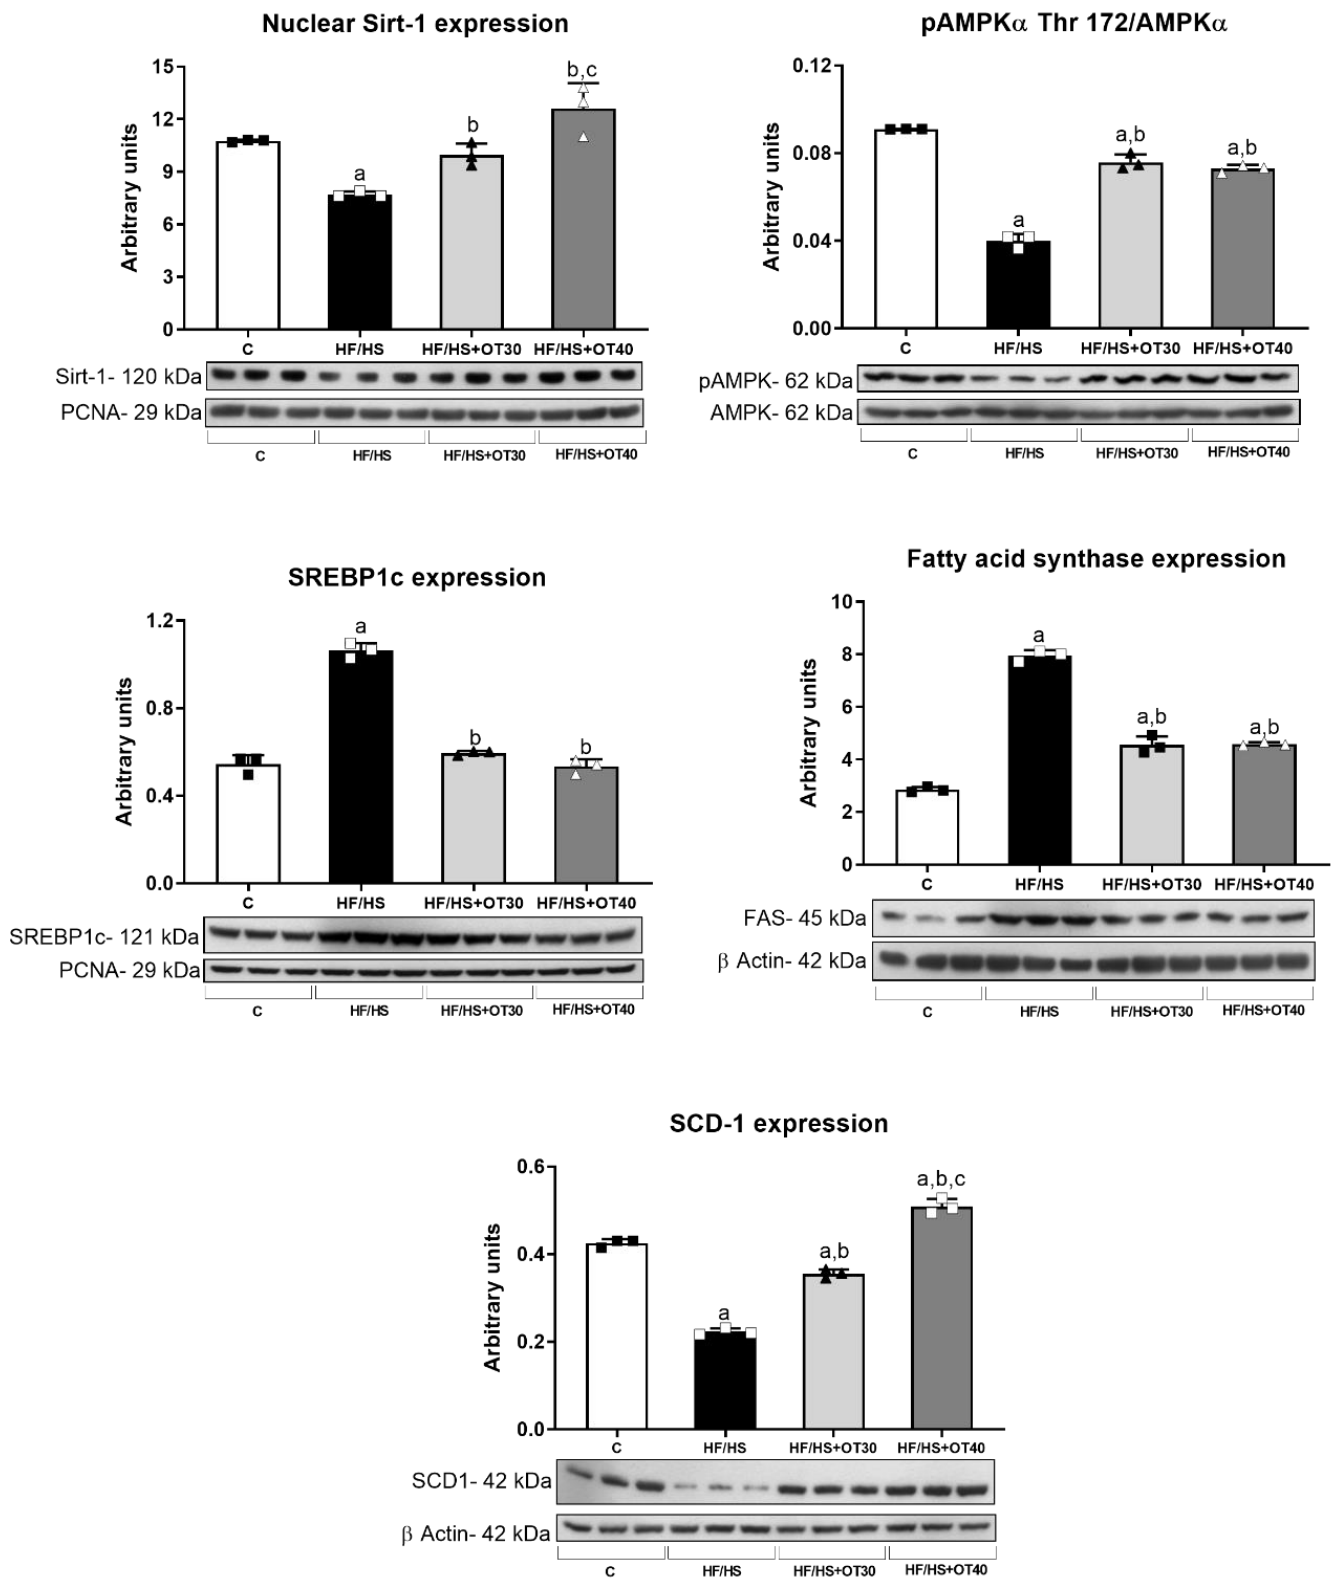 Nuclear Sirt-1 expression
Arbitrary units
15
12
9
6
3
0
a
b
b,c
C
HF/HS
HF/HS+OT30
HF/HS+OT40
Sirt-1- 120 kDa
PCNA- 29 kDa
C
HF/HS
HF/HS+OT30
HF/HS+OT40
pAMPKα Thr 172/AMPKα
Arbitrary units
0.12
0.08
0.04
0.00
a
a,b
a,b
C
HF/HS
HF/HS+OT30
HF/HS+OT40
pAMPK- 62 kDa
AMPK- 62 kDa
C
HF/HS
HF/HS+OT30
HF/HS+OT40
SREBP1c expression
Arbitrary units
1.2
0.8
0.4
0.0
a
b
b
C
HF/HS
HF/HS+OT30
HF/HS+OT40
SREBP1c- 121 kDa
PCNA- 29 kDa
C
HF/HS
HF/HS+OT30
HF/HS+OT40
Fatty acid synthase expression
Arbitrary units
10
8
6
4
2
0
a
a,b
a,b
C
HF/HS
HF/HS+OT30
HF/HS+OT40
FAS- 45 kDa
β Actin- 42 kDa
C
HF/HS
HF/HS+OT30
HF/HS+OT40
SCD-1 expression
Arbitrary units
0.6
0.4
0.2
0.0
a
a,b
a,b,c
C
HF/HS
HF/HS+OT30
HF/HS+OT40
SCD1- 42 kDa
β Actin- 42 kDa
C
HF/HS
HF/HS+OT30
HF/HS+OT40